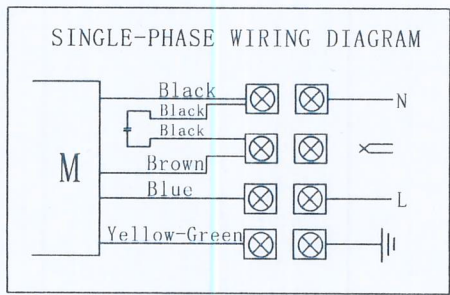 SINGLE-PHASE WIRING DIAGRAM
Black
Black
N
Black
M
Brown
Blue
L
Yellow-Green